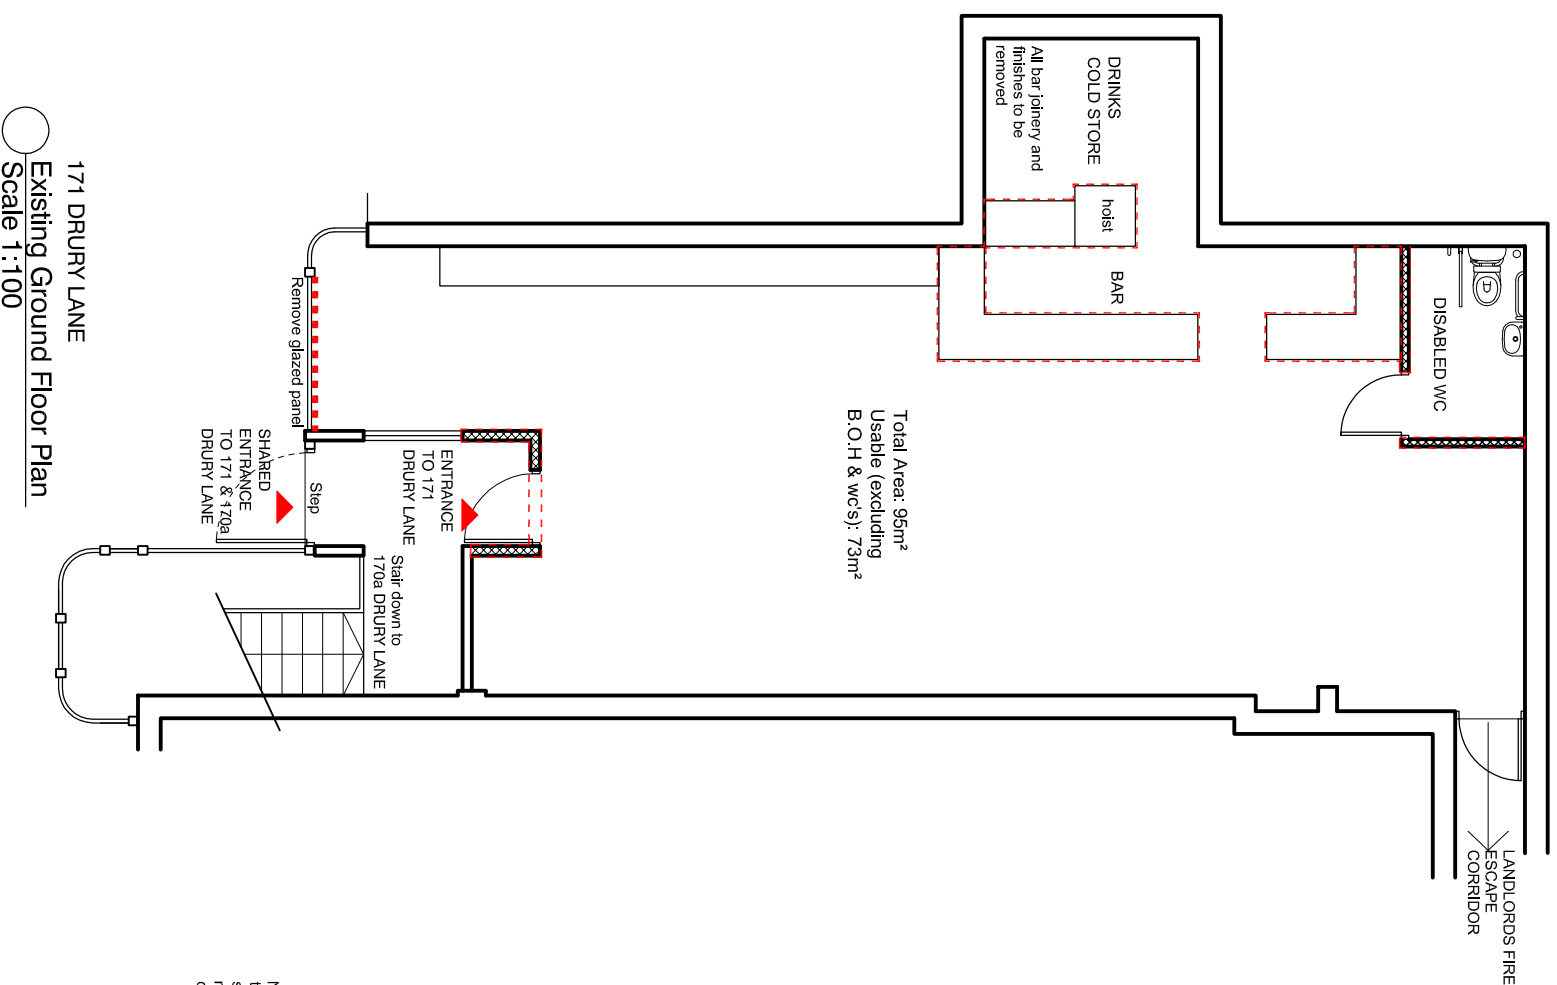 171 DRURY LANE
Existing Ground Floor Plan
Scale 1:100
DRINKS
COLD STORE
All bar joinery and
finishes to be
removed
hoist
BAR
DISABLED WC
Remove glazed panel
SHARED
ENTRANCE
TO 171 & 170a
DRURY LANE
Step
ENTRANCE
TO 171
DRURY LANE
Stair down to
170a DRURY LANE
Total Area: 95m²
Usable (excluding
B.O.H & wc's): 73m²
LANDLORDS FIRE
ESCAPE
CORRIDOR